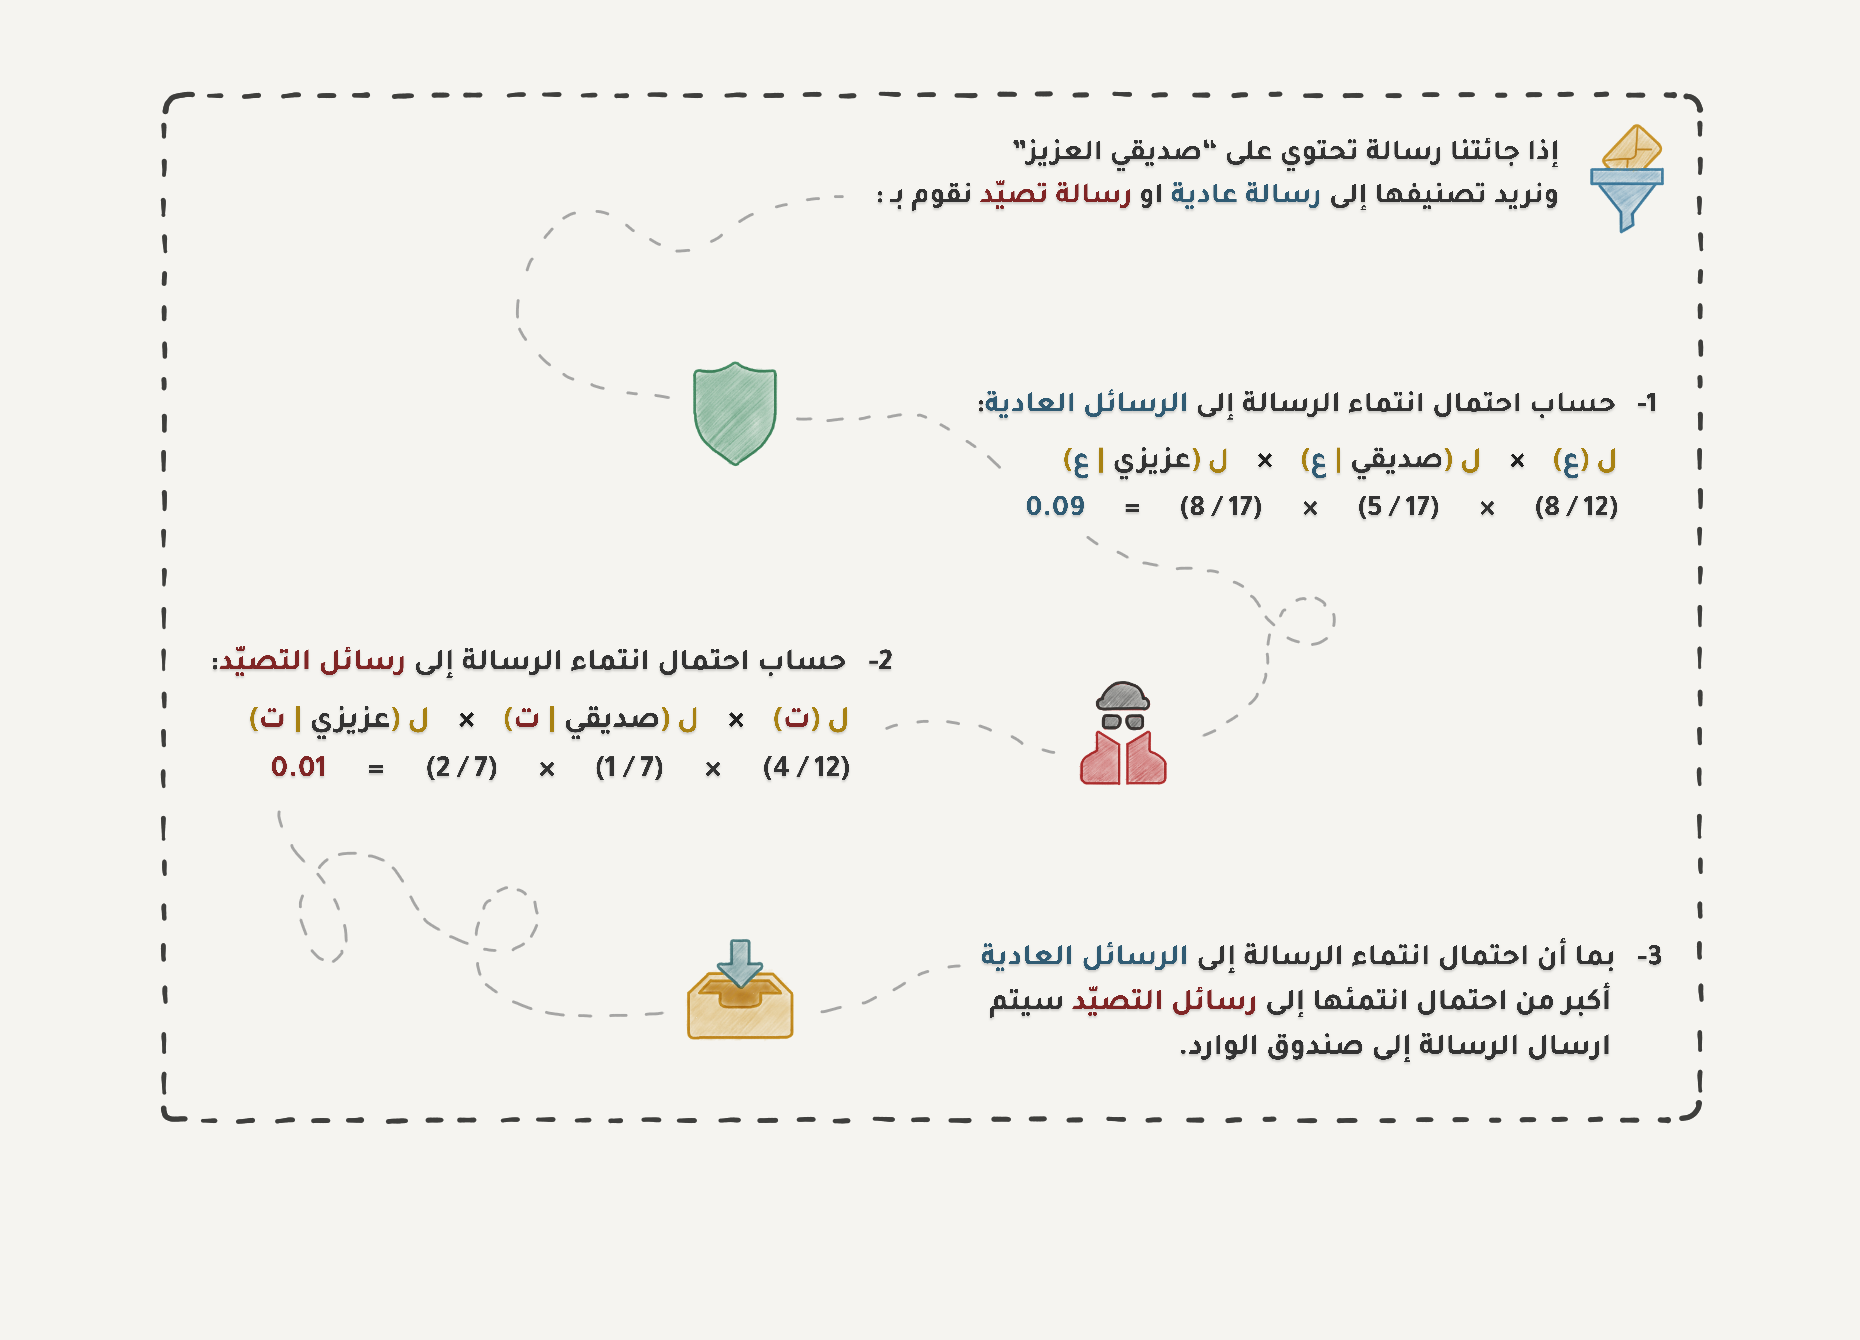 إذا جائتنا رسالة تحتوي على “صديقي العزيز”
ونريد تصنيفها إلى رسالة عادية او رسالة تصيّد نقوم بـ :
1- حساب احتمال انتماء الرسالة إلى الرسائل العادية:
ل (ع) × ل (صديقي | ع) × ل (عزيزي | ع)
(8 / 12) × (5 / 17) × (8 / 17) = 0.09
2- حساب احتمال انتماء الرسالة إلى رسائل التصيّد:
ل (ت) × ل (صديقي | ت) × ل (عزيزي | ت)
(4 / 12) × (1 / 7) × (2 / 7) = 0.01
3- بما أن احتمال انتماء الرسالة إلى الرسائل العادية
أكبر من احتمال انتمئها إلى رسائل التصيّد سيتم
ارسال الرسالة إلى صندوق الوارد.